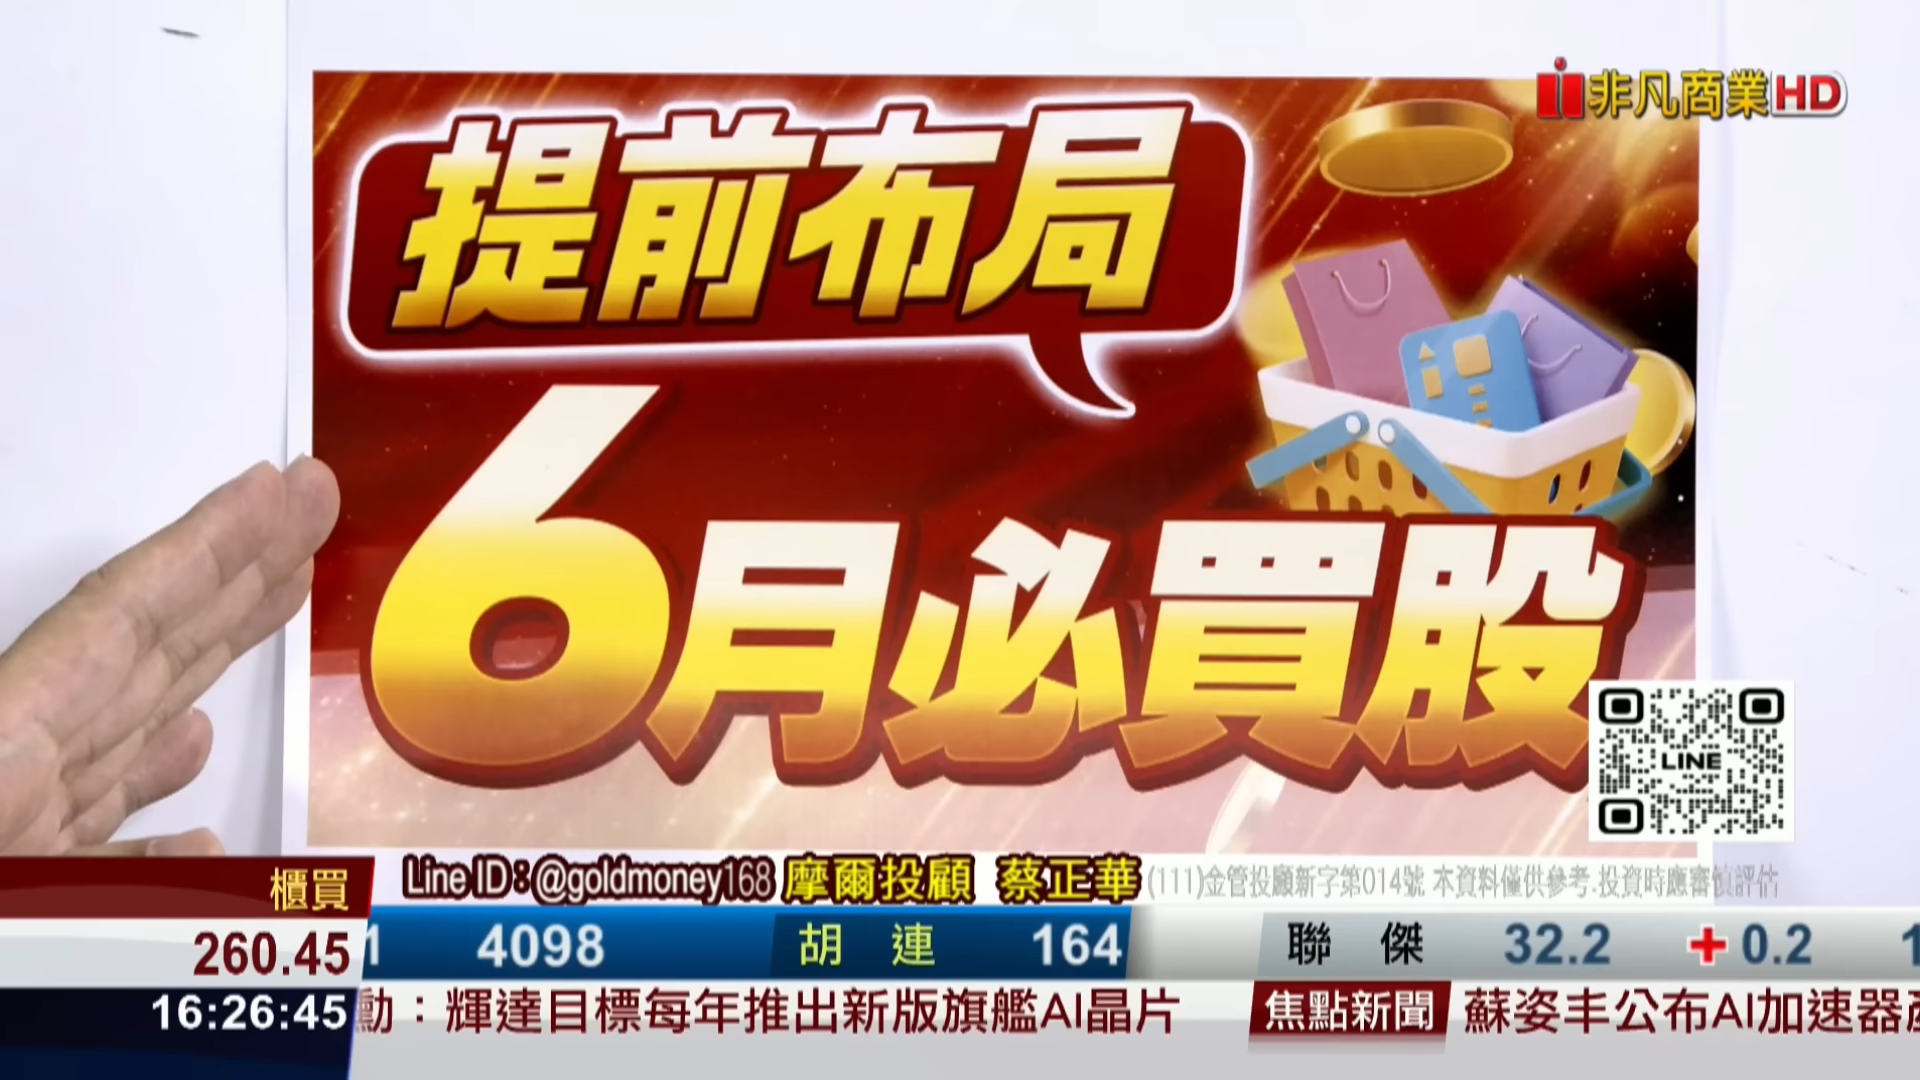 非凡商業HD
提前布局
6月必買股
LINE
Line ID：@goldmoney168 摩爾投顧 蔡正華 (111)金管投顧新字第014號 本資料僅供參考.投資時應審慎評估
櫃買
260.45
4098 胡連 164 聯傑 32.2 +0.2
16:26:45
勳：輝達目標每年推出新版旗艦AI晶片 焦點新聞 蘇姿丰公布AI加速器